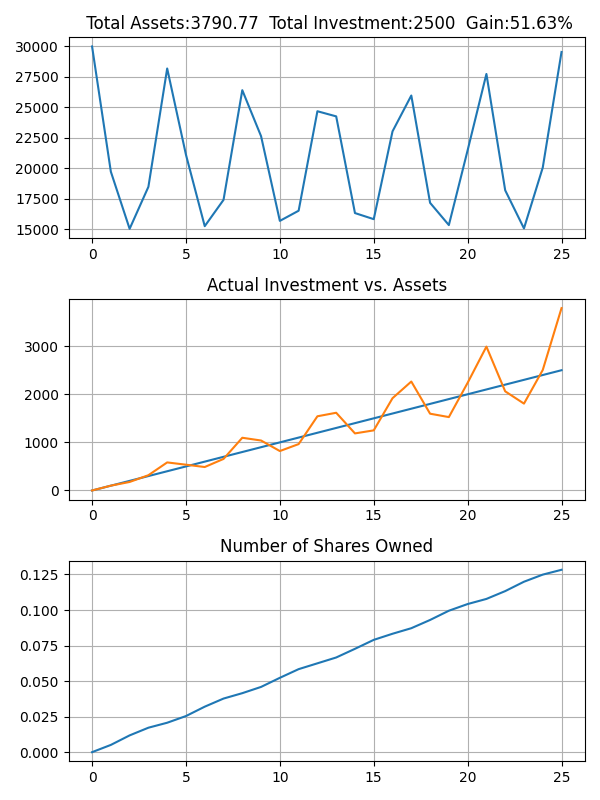 Total Assets:3790.77  Total Investment:2500  Gain:51.63%
30000
27500
25000
22500
20000
17500
15000
0 5 10 15 20 25
Actual Investment vs. Assets
3000
2000
1000
0
0 5 10 15 20 25
Number of Shares Owned
0.125
0.100
0.075
0.050
0.025
0.000
0 5 10 15 20 25